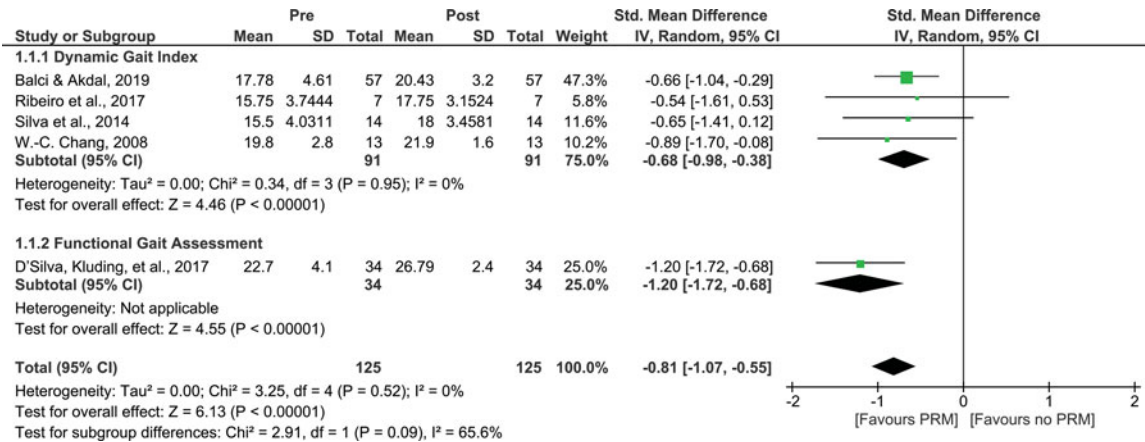 Pre Post Std. Mean Difference Std. Mean Difference
Study or Subgroup Mean SD Total Mean SD Total Weight IV, Random, 95% CI IV, Random, 95% CI
1.1.1 Dynamic Gait Index
Balci & Akdal, 2019 17.78 4.61 57 20.43 3.2 57 47.3% -0.66 [-1.04, -0.29]
Ribeiro et al., 2017 15.75 3.7444 7 17.75 3.1524 7 5.8% -0.54 [-1.61, 0.53]
Silva et al., 2014 15.5 4.0311 14 18 3.4581 14 11.6% -0.65 [-1.41, 0.12]
W.-C. Chang, 2008 19.8 2.8 13 21.9 1.6 13 10.2% -0.89 [-1.70, -0.08]
Subtotal (95% CI) 91 91 75.0% -0.68 [-0.98, -0.38]
Heterogeneity: Tau² = 0.00; Chi² = 0.34, df = 3 (P = 0.95); I² = 0%
Test for overall effect: Z = 4.46 (P < 0.00001)
1.1.2 Functional Gait Assessment
D'Silva, Kluding, et al., 2017 22.7 4.1 34 26.79 2.4 34 25.0% -1.20 [-1.72, -0.68]
Subtotal (95% CI) 34 34 25.0% -1.20 [-1.72, -0.68]
Heterogeneity: Not applicable
Test for overall effect: Z = 4.55 (P < 0.00001)
Total (95% CI) 125 125 100.0% -0.81 [-1.07, -0.55]
Heterogeneity: Tau² = 0.00; Chi² = 3.25, df = 4 (P = 0.52); I² = 0%
Test for overall effect: Z = 6.13 (P < 0.00001)
Test for subgroup differences: Chi² = 2.91, df = 1 (P = 0.09), I² = 65.6%
-2 -1 0 1 2
[Favours PRM] [Favours no PRM]